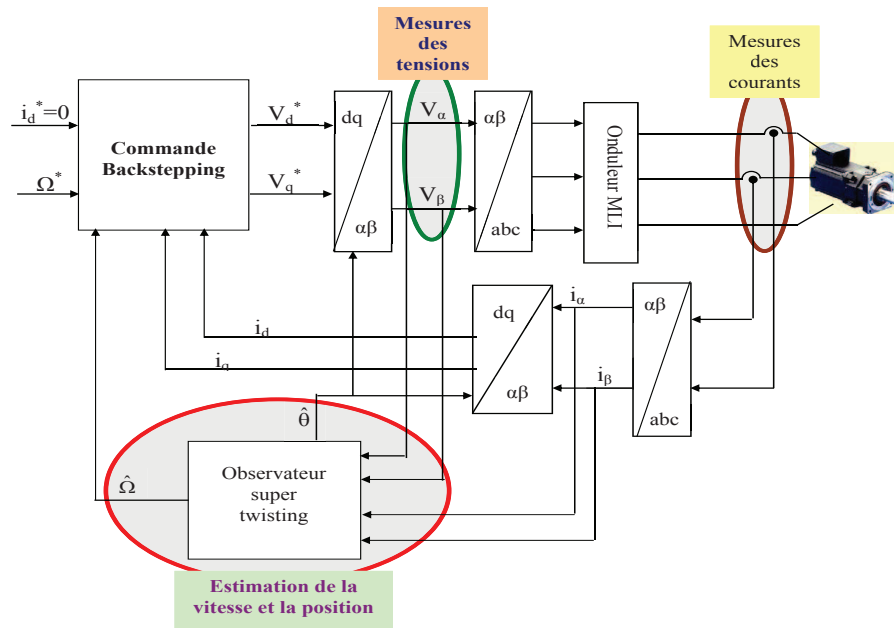 Mesures
des
tensions
Mesures
des
courants
i_d^*=0
Ω^*
Commande
Backstepping
V_d^*
V_q^*
dq
αβ
V_α
V_β
αβ
abc
Onduleur MLI
i_d
i_q
dq
αβ
i_α
i_β
αβ
abc
θ̂
Ω̂
Observateur
super
twisting
Estimation de la
vitesse et la position